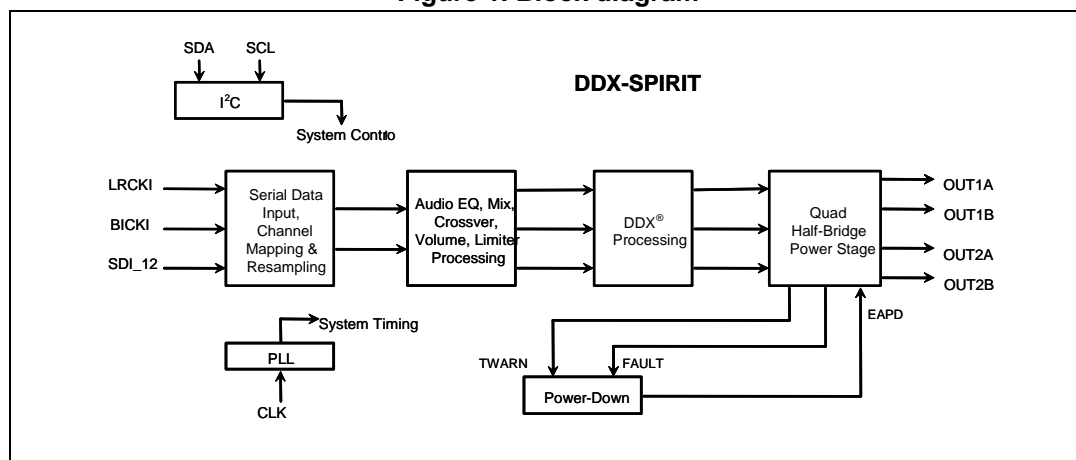 Figure 1. Block diagram
SDA
SCL
DDX-SPIRIT
I²C
System Contro
LRCKI
BICKI
SDI_12
Serial Data
Input,
Channel
Mapping &
Resampling
Audio EQ, Mix,
Crossver,
Volume, Limiter
Processing
DDX®
Processing
Quad
Half-Bridge
Power Stage
OUT1A
OUT1B
OUT2A
OUT2B
EAPD
System Timing
PLL
CLK
TWARN
FAULT
Power-Down